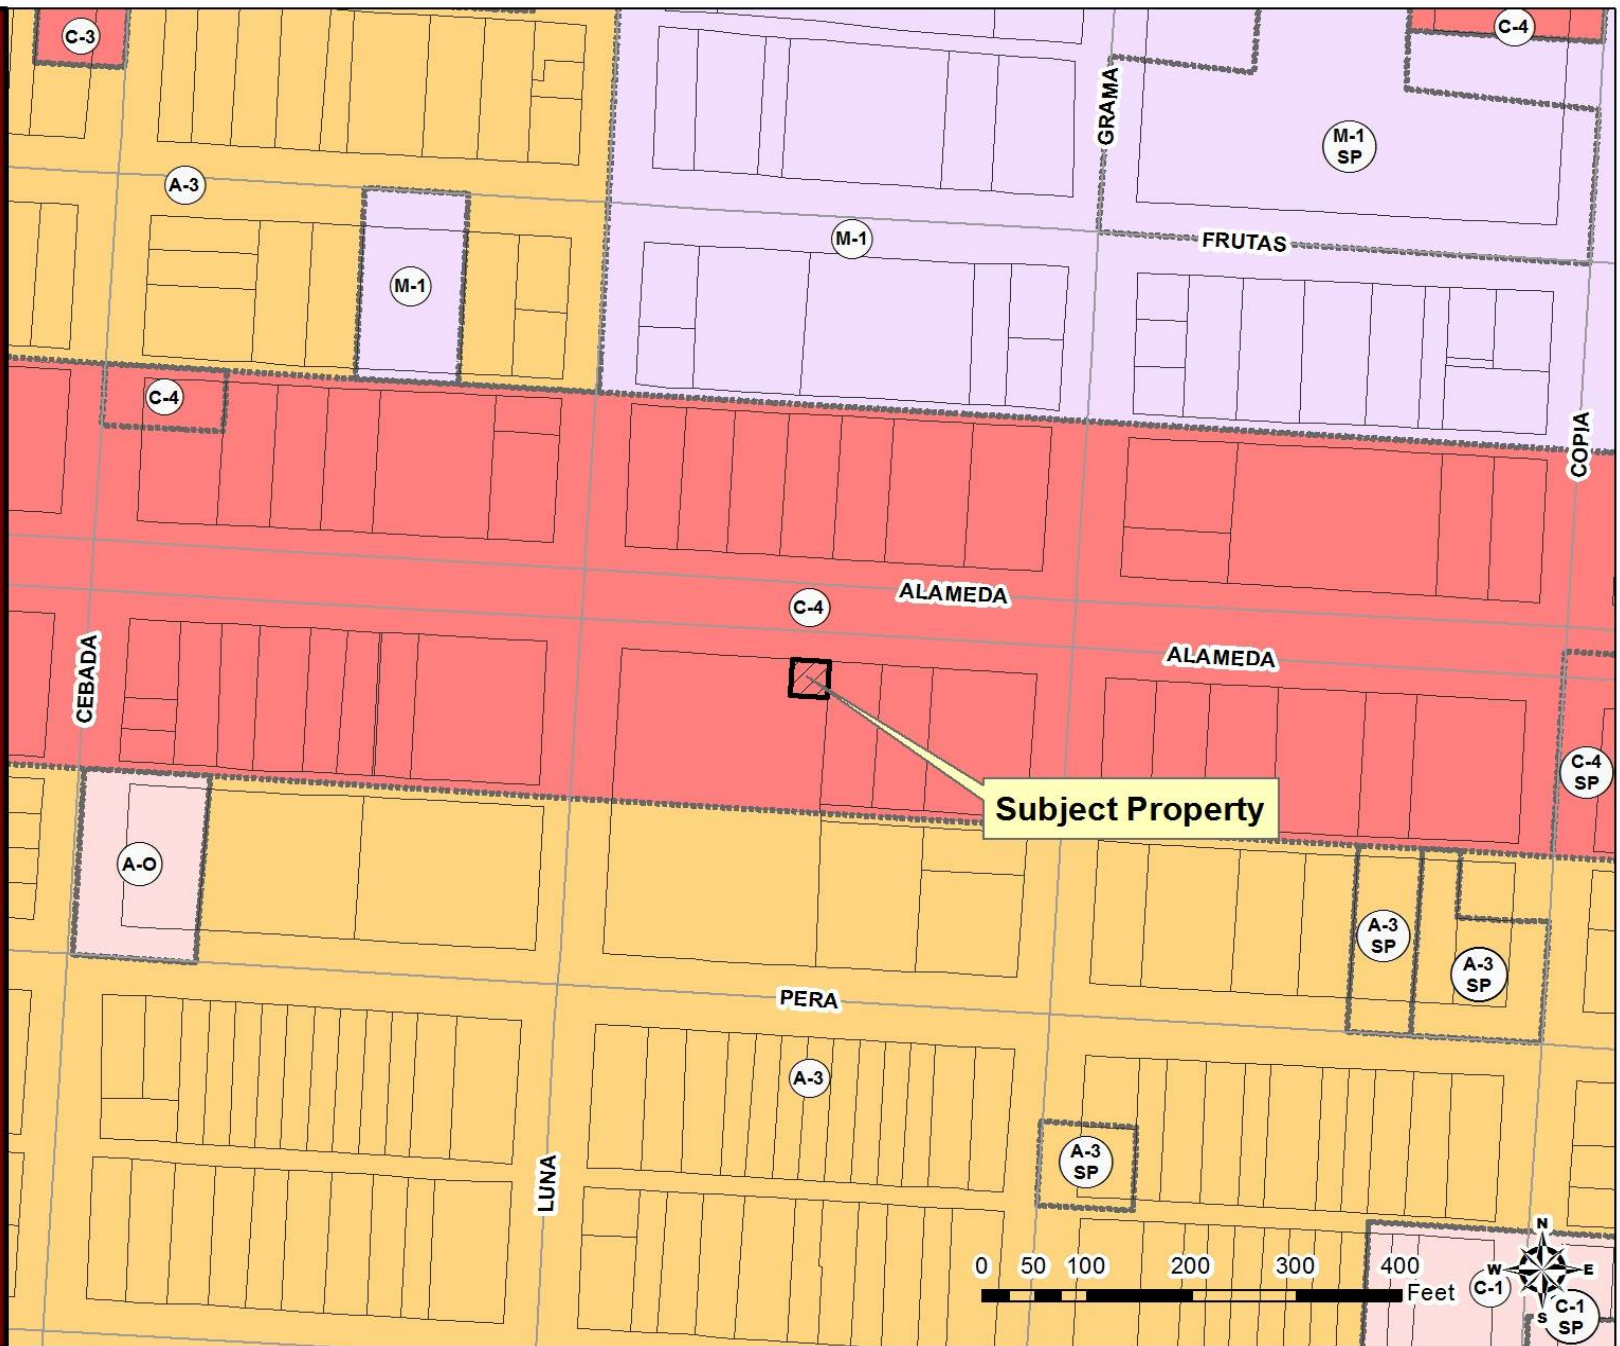 C-3
C-4
GRAMA
M-1
SP
A-3
M-1
FRUTAS
M-1
C-4
COPIA
ALAMEDA
C-4
ALAMEDA
CEBADA
C-4
SP
Subject Property
A-O
A-3
SP
A-3
SP
PERA
A-3
A-3
SP
LUNA
N
0 50 100 200 300 400
Feet
W
E
C-1
S
C-1
SP